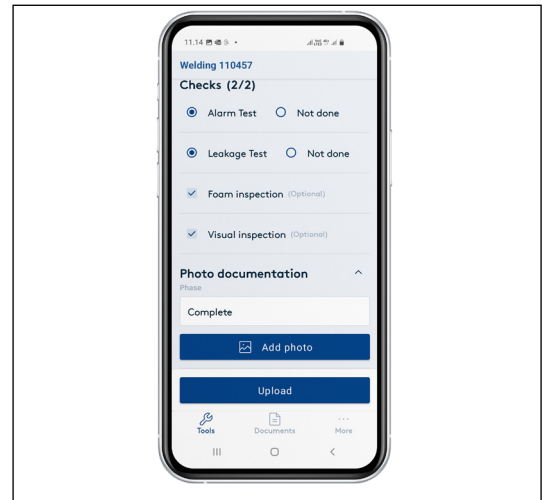 11.14
Welding 110457
Checks (2/2)
Alarm Test Not done
Leakage Test Not done
Foam inspection (Optional)
Visual inspection (Optional)
Photo documentation
Phase
Complete
Add photo
Upload
Tools Documents More